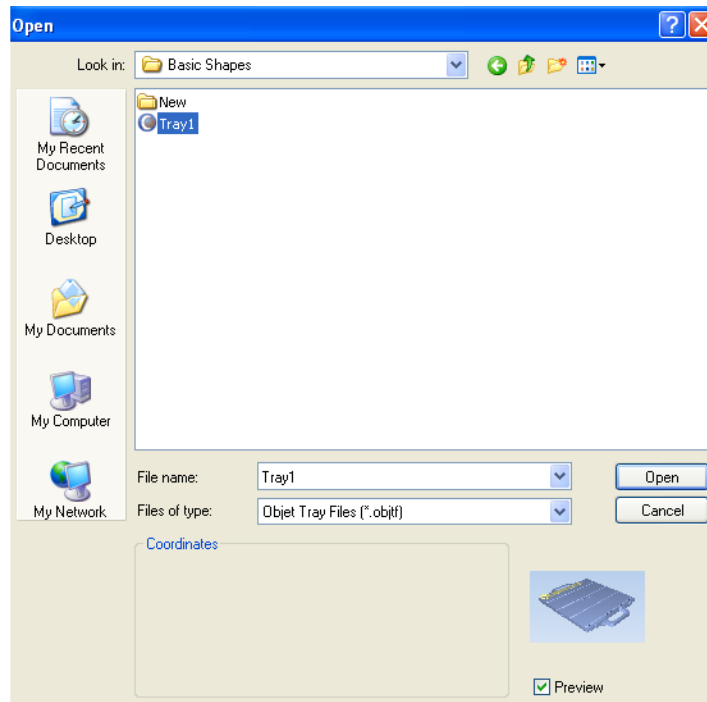 Open
Look in:
Basic Shapes
My Recent
Documents
Desktop
My Documents
My Computer
My Network
New
Tray1
File name:
Tray1
Open
Files of type:
Objet Tray Files (*.objtf)
Cancel
Coordinates
Preview